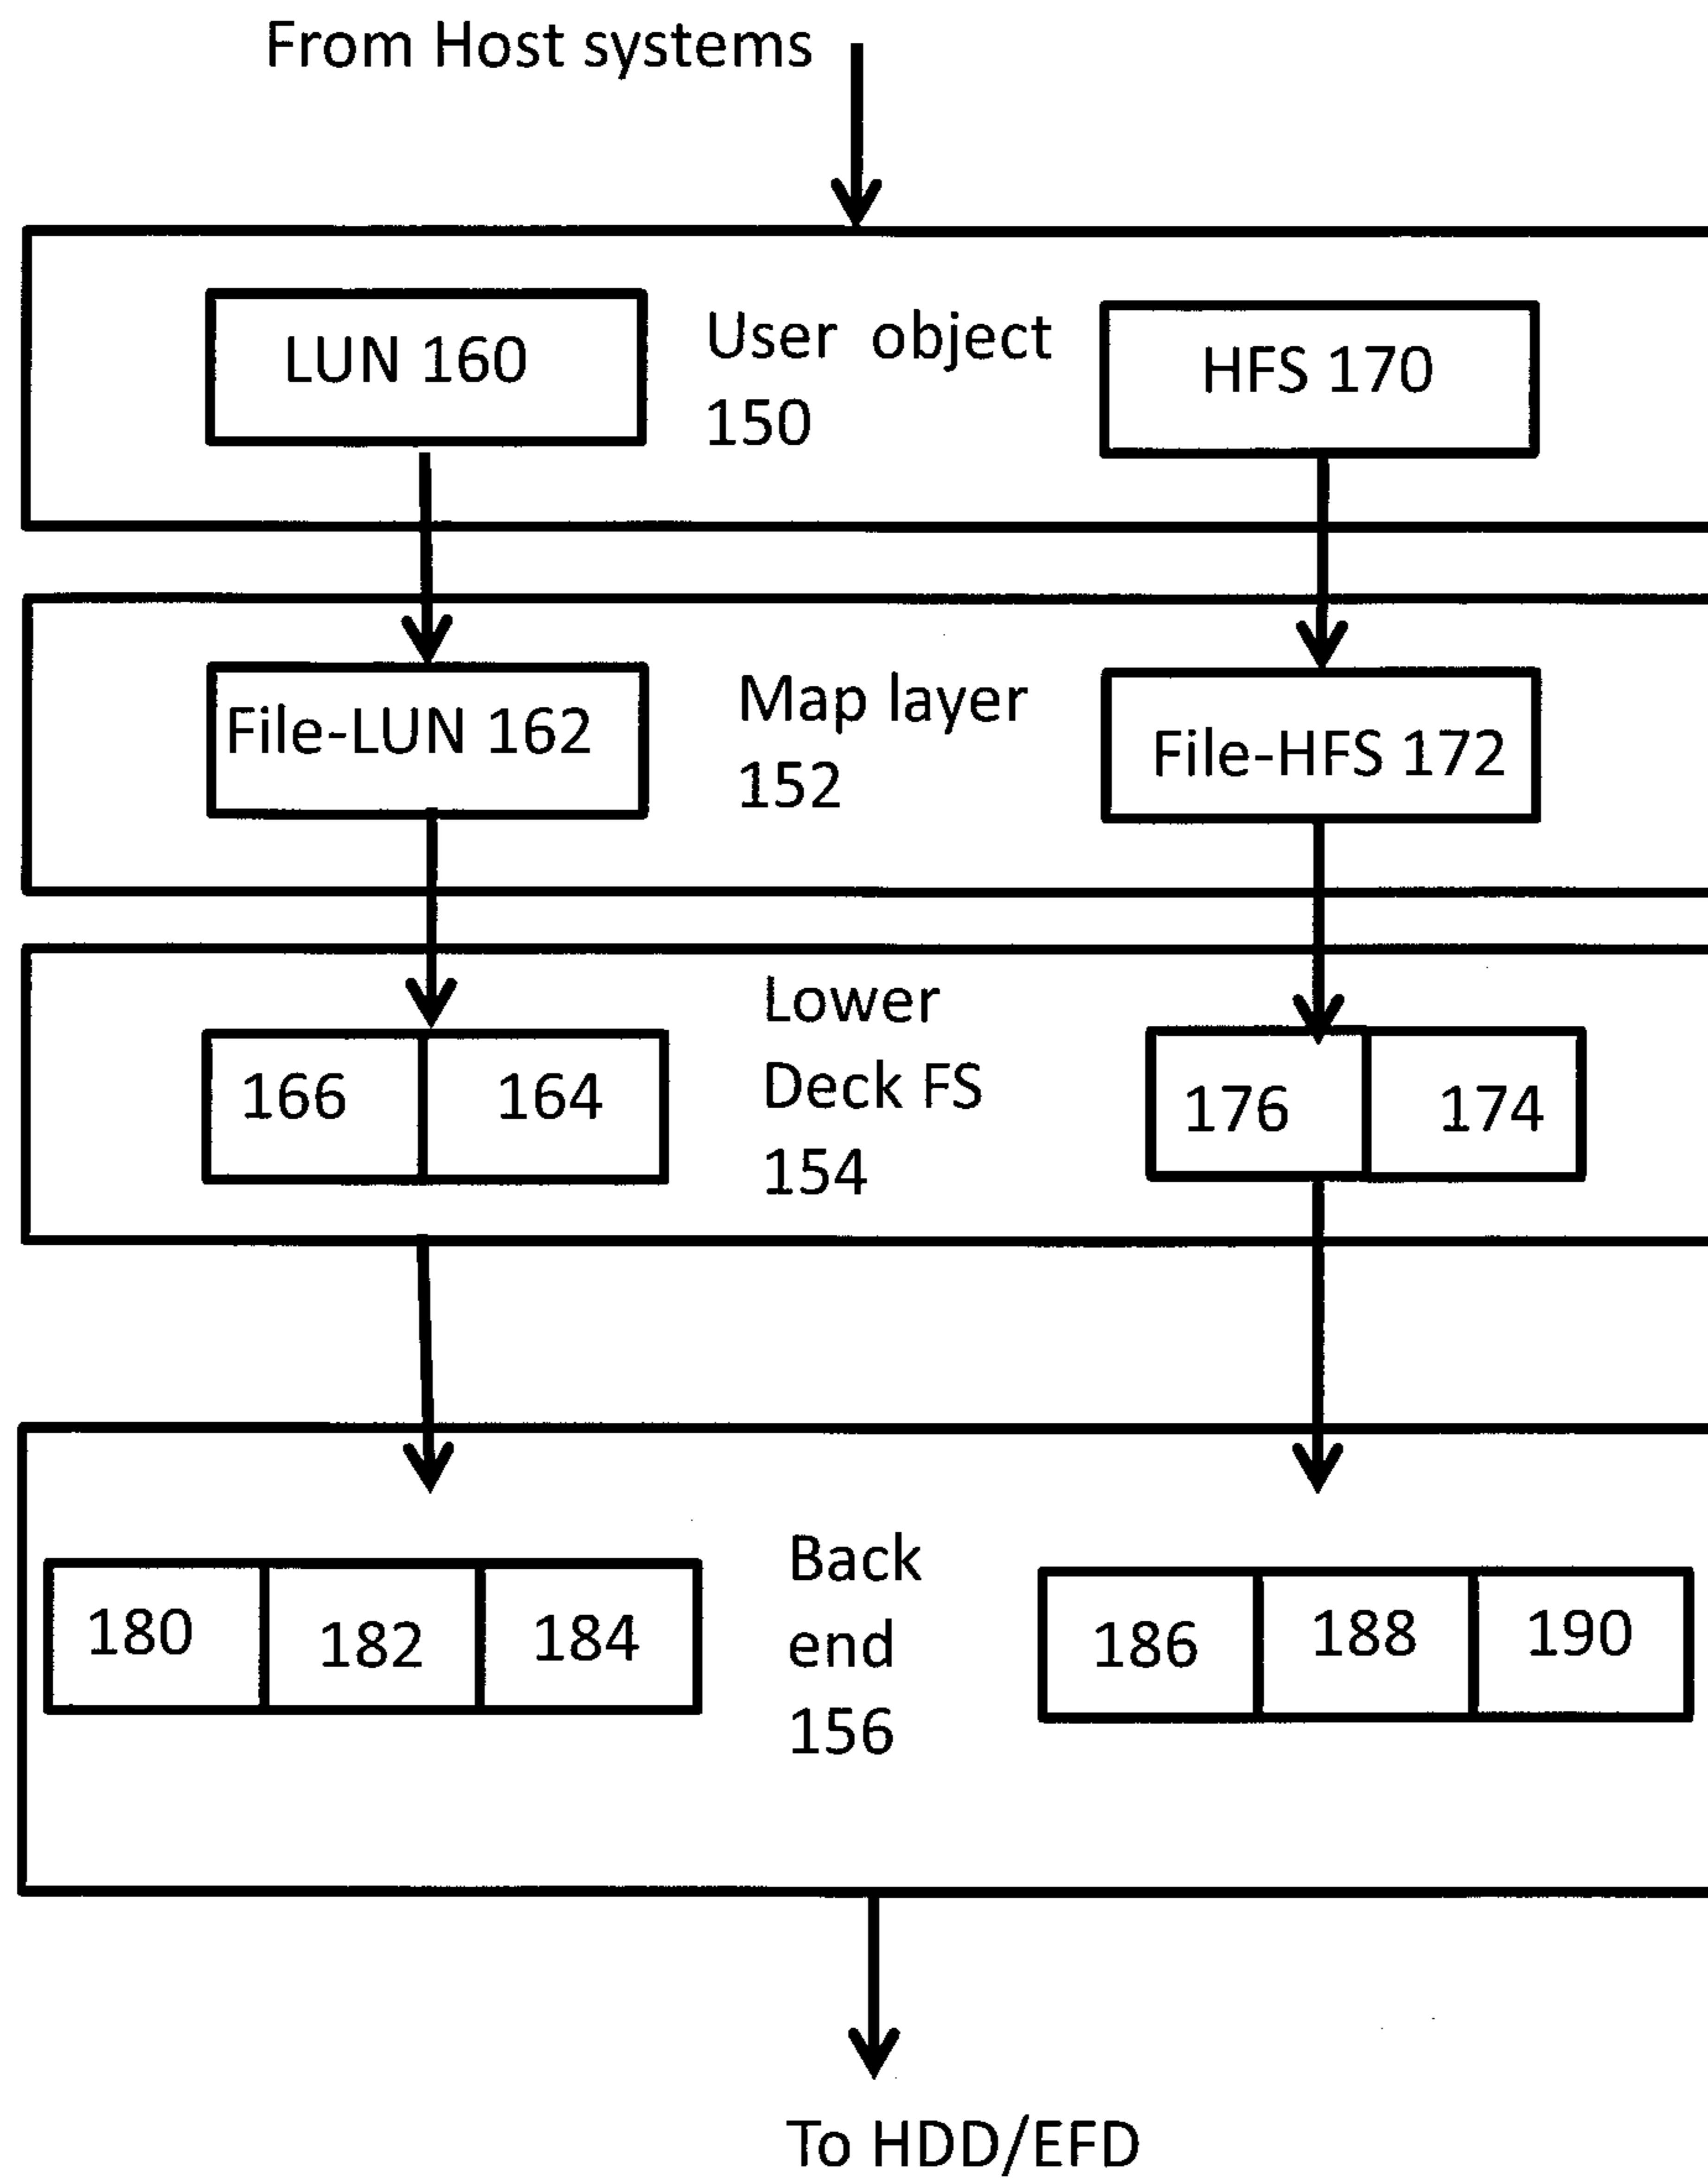 From Host systems
LUN 160
User object
150
HFS 170
File-LUN 162
Map layer
152
File-HFS 172
166
164
Lower
Deck FS
154
176
174
180
182
184
Back
end
156
186
188
190
To HDD/EFD